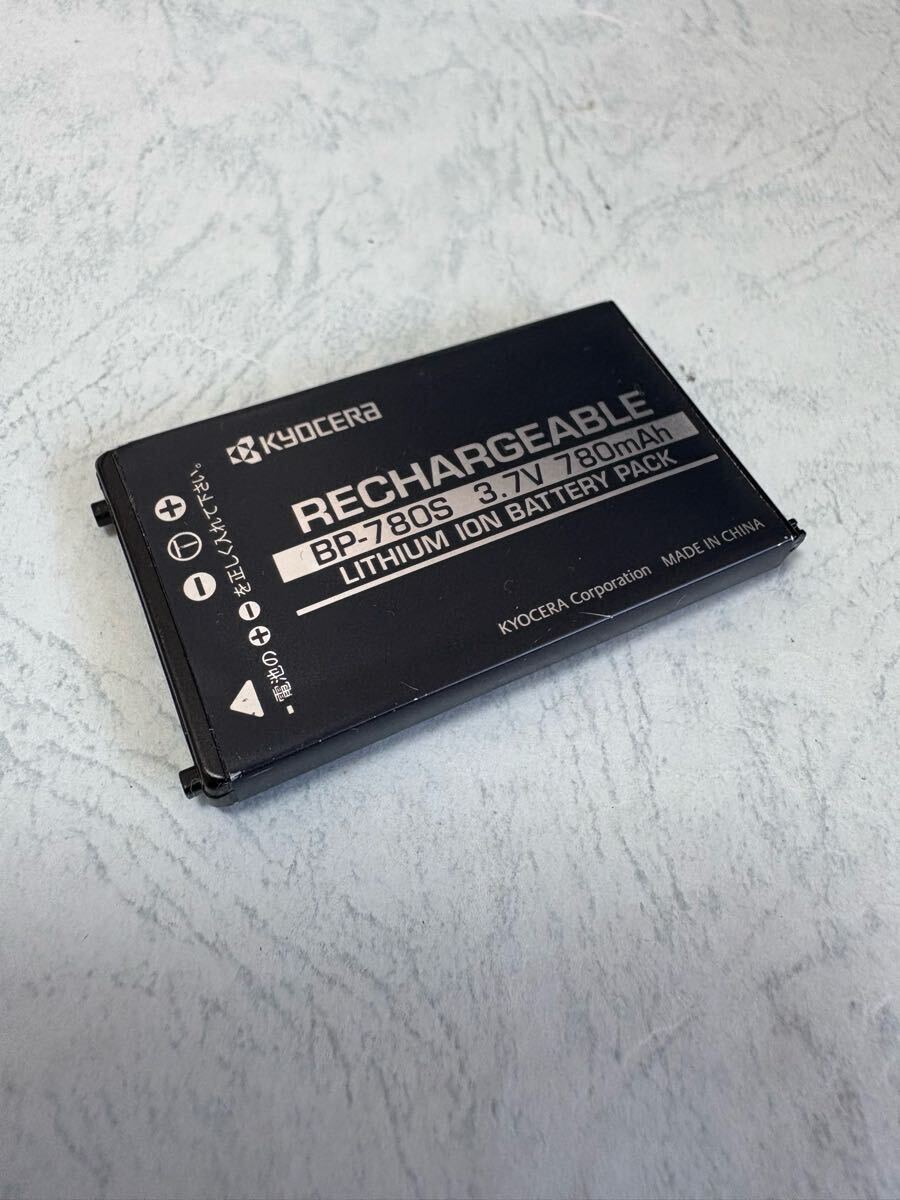 KYOCERA
RECHARGEABLE
BP-780S 3.7V 780mAh
LITHIUM ION BATTERY PACK
KYOCERA Corporation MADE IN CHINA
+ T −
電池の+−を正しく入れて下さい。